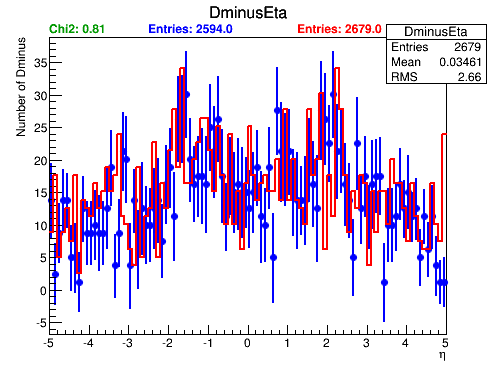 DminusEta
Chi2: 0.81 Entries: 2594.0 Entries: 2679.0
DminusEta
Entries 2679
Mean 0.03461
RMS 2.66
Number of Dminus
35
30
25
20
15
10
5
0
-5
-5 -4 -3 -2 -1 0 1 2 3 4 5
η